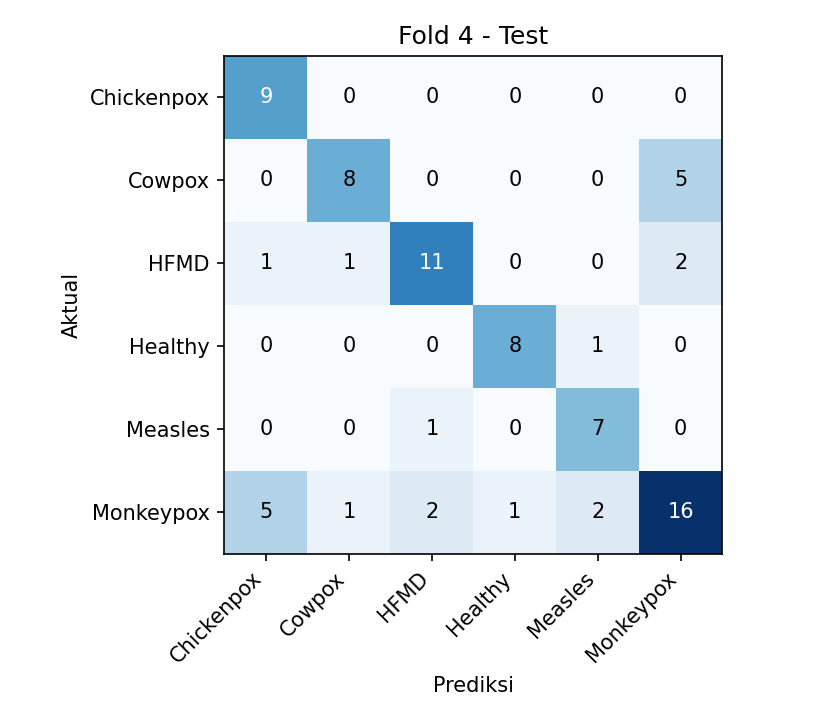 Fold 4 - Test
Aktual
Chickenpox 9 0 0 0 0 0
Cowpox 0 8 0 0 0 5
HFMD 1 1 11 0 0 2
Healthy 0 0 0 8 1 0
Measles 0 0 1 0 7 0
Monkeypox 5 1 2 1 2 16
Chickenpox Cowpox HFMD Healthy Measles Monkeypox
Prediksi